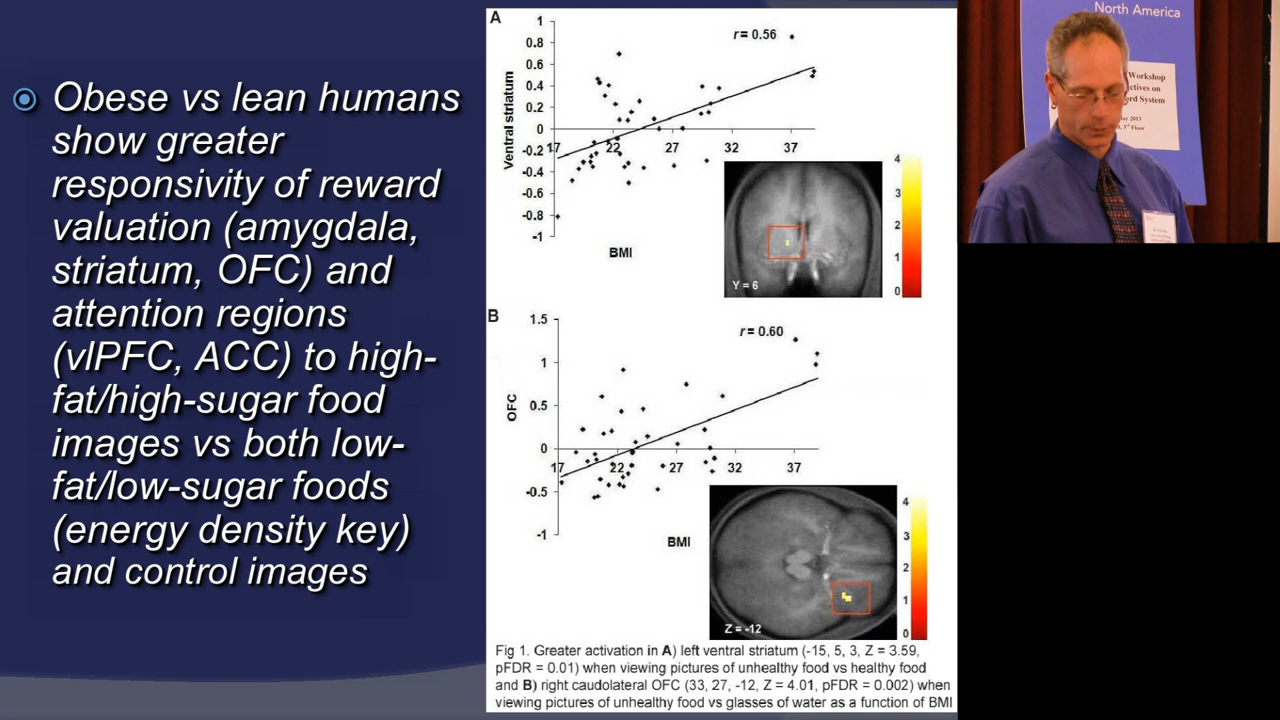 Obese vs lean humans
show greater
responsivity of reward
valuation (amygdala,
striatum, OFC) and
attention regions
(vlPFC, ACC) to high-
fat/high-sugar food
images vs both low-
fat/low-sugar foods
(energy density key)
and control images
A
r = 0.56
Ventral striatum
1
0.8
0.6
0.4
0.2
0
-0.2
-0.4
-0.6
-0.8
-1
17 22 27 32 37
BMI
Y = 6
4
3
2
1
0
B
r = 0.60
OFC
1.5
1
0.5
0
-0.5
-1
17 22 27 32 37
BMI
Z = -12
4
3
2
1
0
Fig 1. Greater activation in A) left ventral striatum (-15, 5, 3, Z = 3.59,
pFDR = 0.01) when viewing pictures of unhealthy food vs healthy food
and B) right caudolateral OFC (33, 27, -12, Z = 4.01, pFDR = 0.002) when
viewing pictures of unhealthy food vs glasses of water as a function of BMI
North America
Workshop
ctives on
rd System
2013
Floor